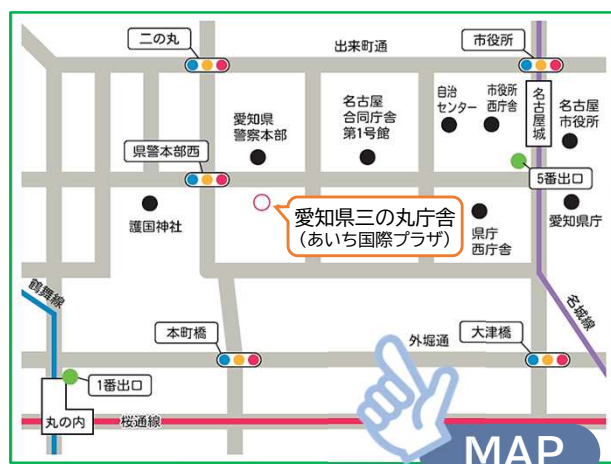 二の丸
出来町通
市役所
愛知県
警察本部
名古屋
合同庁舎
第1号館
自治
センター
市役所
西庁舎
名古屋城
名古屋
市役所
県警本部西
5番出口
護国神社
愛知県三の丸庁舎
(あいち国際プラザ)
県庁
西庁舎
愛知県庁
鶴舞線
名城線
本町橋
外堀通
大津橋
1番出口
丸の内
桜通線
MAP